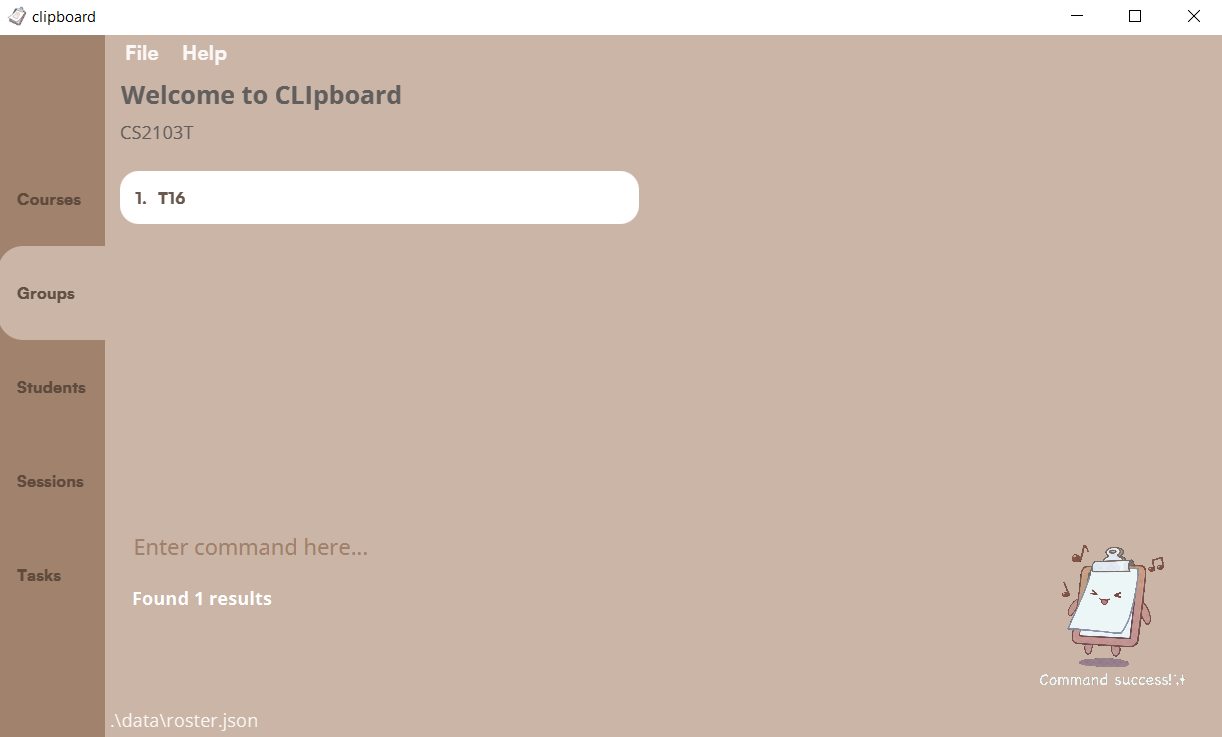 clipboard
File Help
Welcome to CLIpboard
CS2103T
1. T16
Courses
Groups
Students
Sessions
Tasks
Enter command here...
Found 1 results
Command success!
.\data\roster.json